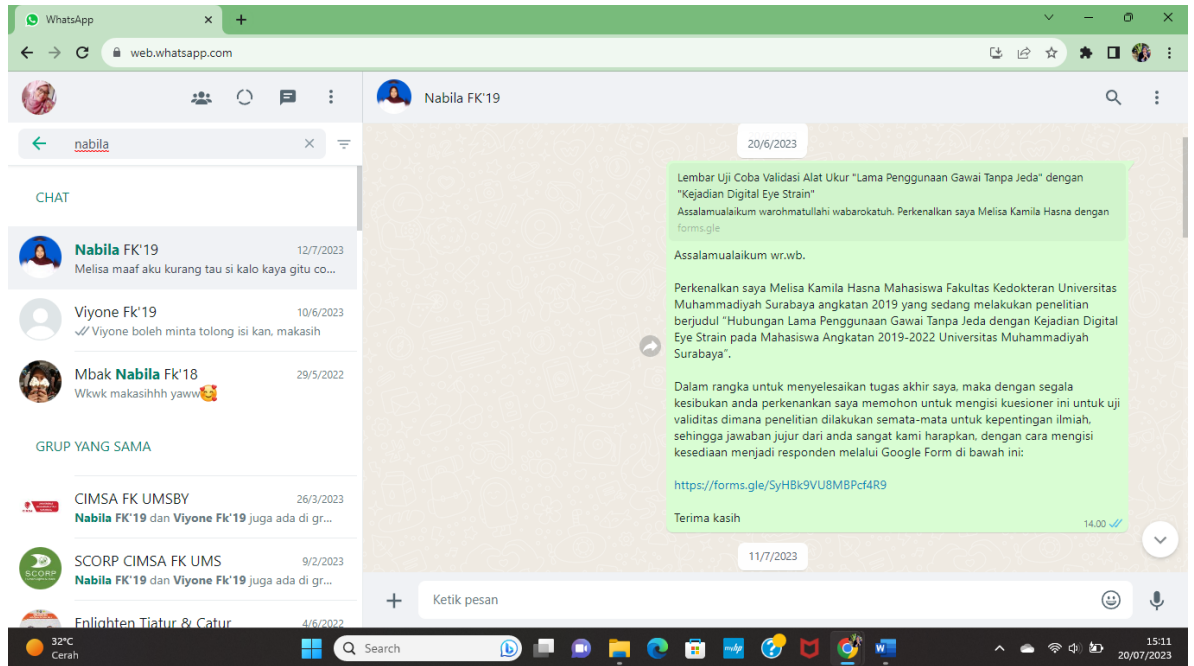 WhatsApp
web.whatsapp.com
Nabila FK'19
nabila
CHAT
Nabila FK'19
12/7/2023
Melisa maaf aku kurang tau si kalo kaya gitu co...
Viyone Fk'19
10/6/2023
Viyone boleh minta tolong isi kan, makasih
Mbak Nabila Fk'18
29/5/2022
Wkwk makasihhh yaww🥰
GRUP YANG SAMA
CIMSA FK UMSBY
26/3/2023
Nabila FK'19 dan Viyone Fk'19 juga ada di gr...
SCORP
SCORP CIMSA FK UMS
9/2/2023
Nabila FK'19 dan Viyone Fk'19 juga ada di gr...
Enlighten Tjatur & Catur
4/6/2022
20/6/2023
Lembar Uji Coba Validasi Alat Ukur "Lama Penggunaan Gawai Tanpa Jeda" dengan
"Kejadian Digital Eye Strain"
Assalamualaikum warohmatullahi wabarokatuh. Perkenalkan saya Melisa Kamila Hasna dengan
forms.gle
Assalamualaikum wr.wb.
Perkenalkan saya Melisa Kamila Hasna Mahasiswa Fakultas Kedokteran Universitas
Muhammadiyah Surabaya angkatan 2019 yang sedang melakukan penelitian
berjudul "Hubungan Lama Penggunaan Gawai Tanpa Jeda dengan Kejadian Digital
Eye Strain pada Mahasiswa Angkatan 2019-2022 Universitas Muhammadiyah
Surabaya".
Dalam rangka untuk menyelesaikan tugas akhir saya, maka dengan segala
kesibukan anda perkenankan saya memohon untuk mengisi kuesioner ini untuk uji
validitas dimana penelitian dilakukan semata-mata untuk kepentingan ilmiah,
sehingga jawaban jujur dari anda sangat kami harapkan, dengan cara mengisi
kesediaan menjadi responden melalui Google Form di bawah ini:
https://forms.gle/SyHBk9VU8MBPcf4R9
Terima kasih
14.00
11/7/2023
Ketik pesan
32°C
Cerah
Search
15:11
20/07/2023